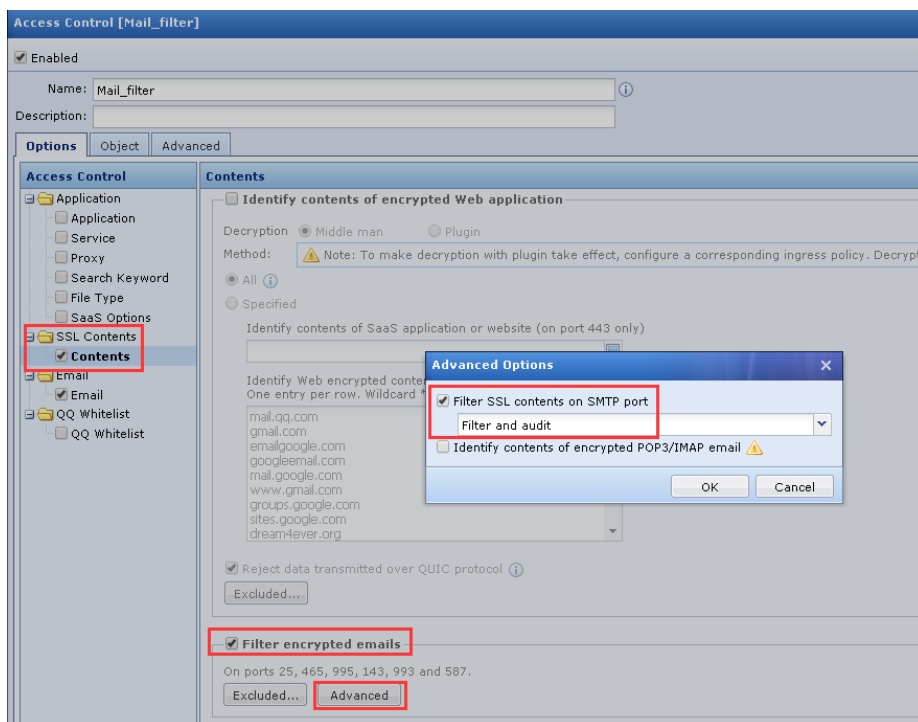 Access Control [Mail_filter]
Enabled
Name: Mail_filter
Description:
Options Object Advanced
Access Control
Application
Application
Service
Proxy
Search Keyword
File Type
SaaS Options
SSL Contents
Contents
Email
Email
QQ Whitelist
QQ Whitelist
Contents
Identify contents of encrypted Web application
Decryption Middle man Plugin
Method: Note: To make decryption with plugin take effect, configure a corresponding ingress policy. Decrypt
All
Specified
Identify contents of SaaS application or website (on port 443 only)
Identify Web encrypted conte
One entry per row. Wildcard *
mail.qq.com
gmail.com
emailgoogle.com
googleemail.com
mail.google.com
www.gmail.com
groups.google.com
sites.google.com
dream4ever.org
Reject data transmitted over QUIC protocol
Excluded...
Filter encrypted emails
On ports 25, 465, 995, 143, 993 and 587.
Excluded... Advanced
Advanced Options
Filter SSL contents on SMTP port
Filter and audit
Identify contents of encrypted POP3/IMAP email
OK Cancel